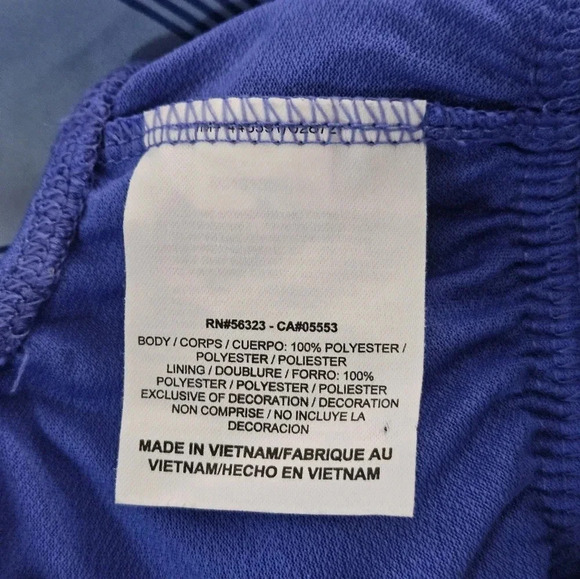 RN#56323 - CA#05553
BODY / CORPS / CUERPO: 100% POLYESTER /
POLYESTER / POLIESTER
LINING / DOUBLURE / FORRO: 100%
POLYESTER / POLYESTER / POLIESTER
EXCLUSIVE OF DECORATION / DECORATION
NON COMPRISE / NO INCLUYE LA
DECORACION
MADE IN VIETNAM/FABRIQUE AU
VIETNAM/HECHO EN VIETNAM